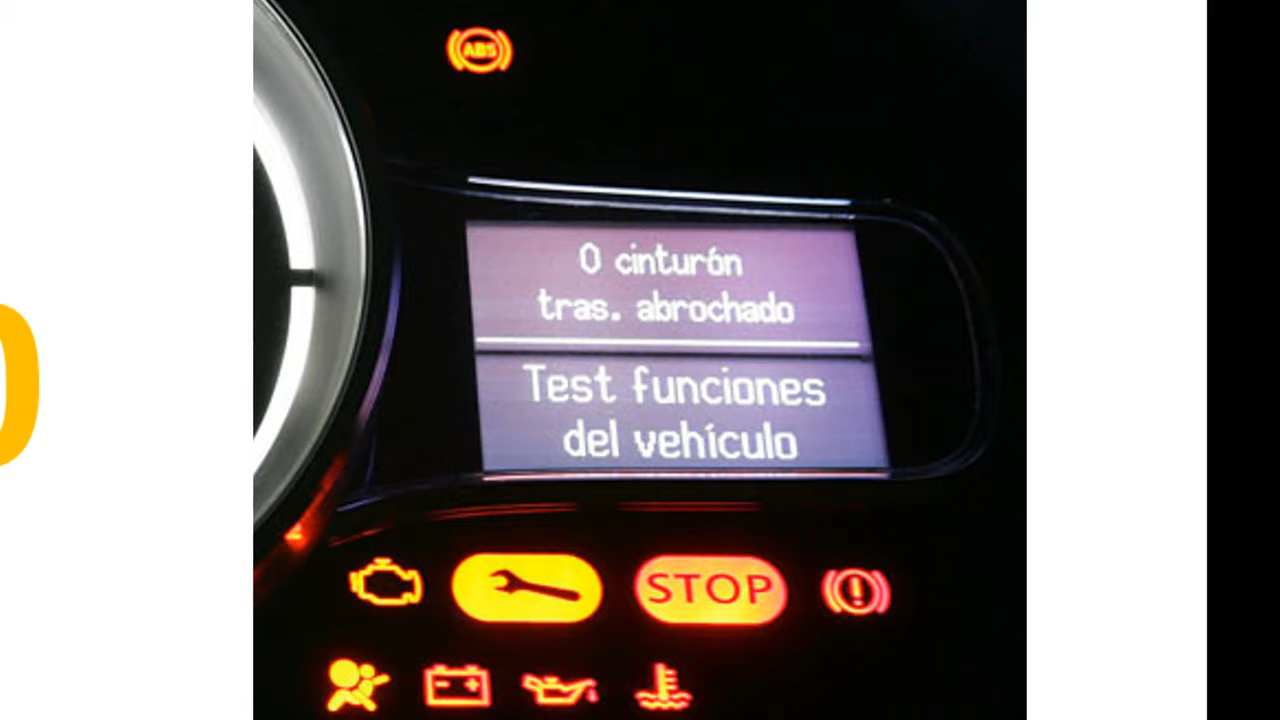 ABS
0 cinturón
tras. abrochado
Test funciones
del vehículo
STOP